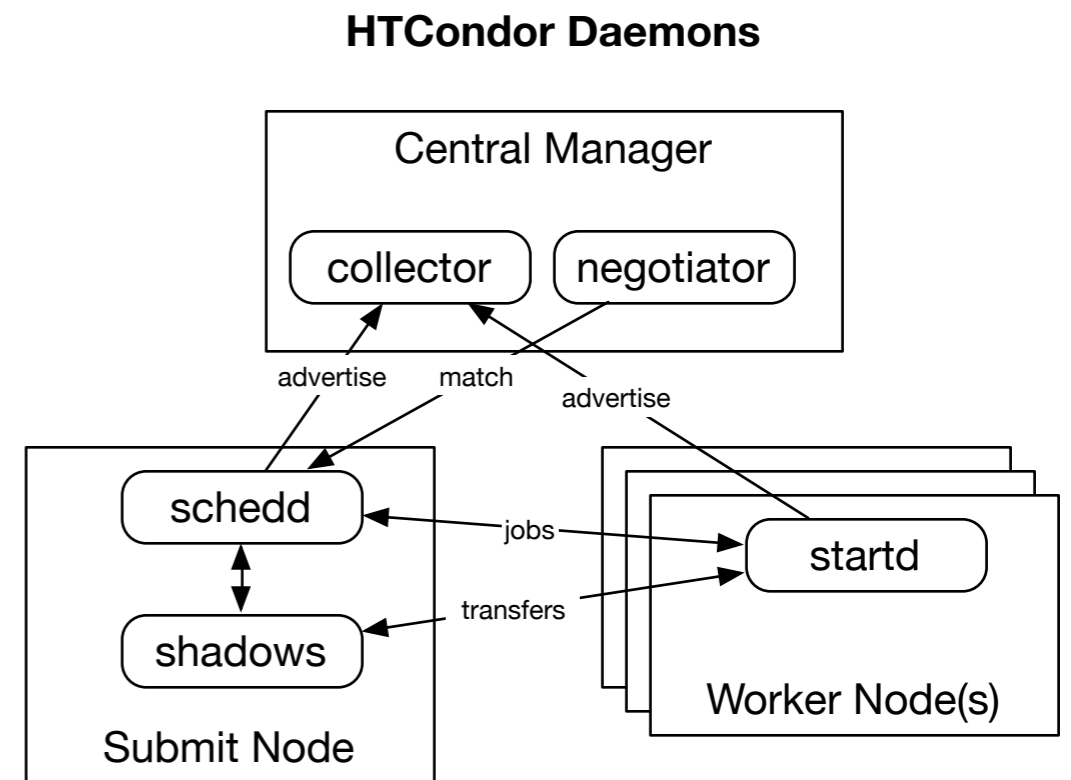 HTCondor Daemons
Central Manager
collector
negotiator
advertise
match
advertise
schedd
jobs
startd
transfers
shadows
Worker Node(s)
Submit Node